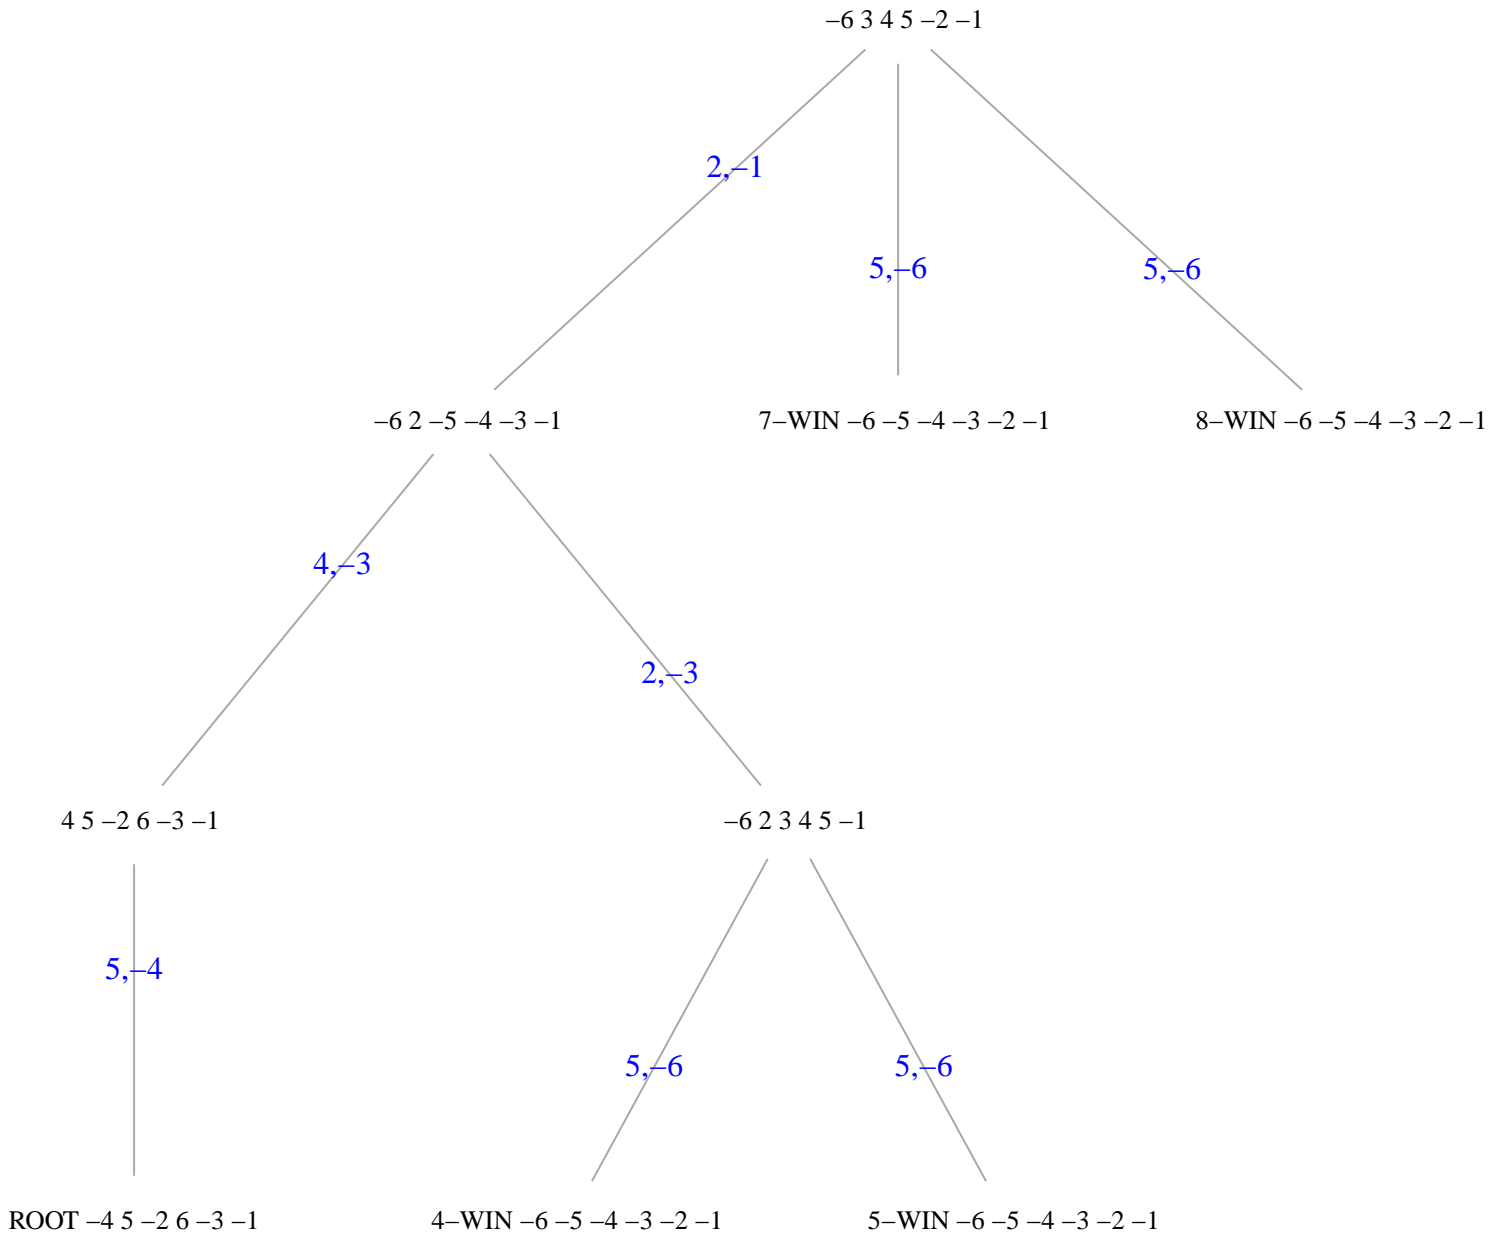 –6 3 4 5 –2 –1
2,–1
5,–6
5,–6
–6 2 –5 –4 –3 –1
7–WIN –6 –5 –4 –3 –2 –1
8–WIN –6 –5 –4 –3 –2 –1
4,–3
2,–3
4 5 –2 6 –3 –1
–6 2 3 4 5 –1
5,–4
5,–6
5,–6
ROOT –4 5 –2 6 –3 –1
4–WIN –6 –5 –4 –3 –2 –1
5–WIN –6 –5 –4 –3 –2 –1